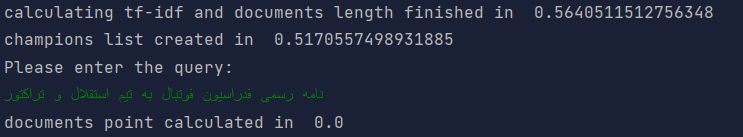 calculating tf-idf and documents length finished in  0.5640511512756348
champions list created in  0.5170557498931885
Please enter the query:
نامه رسمی فدراسیون فوتبال به تیم استقلال و تراکتور
documents point calculated in  0.0